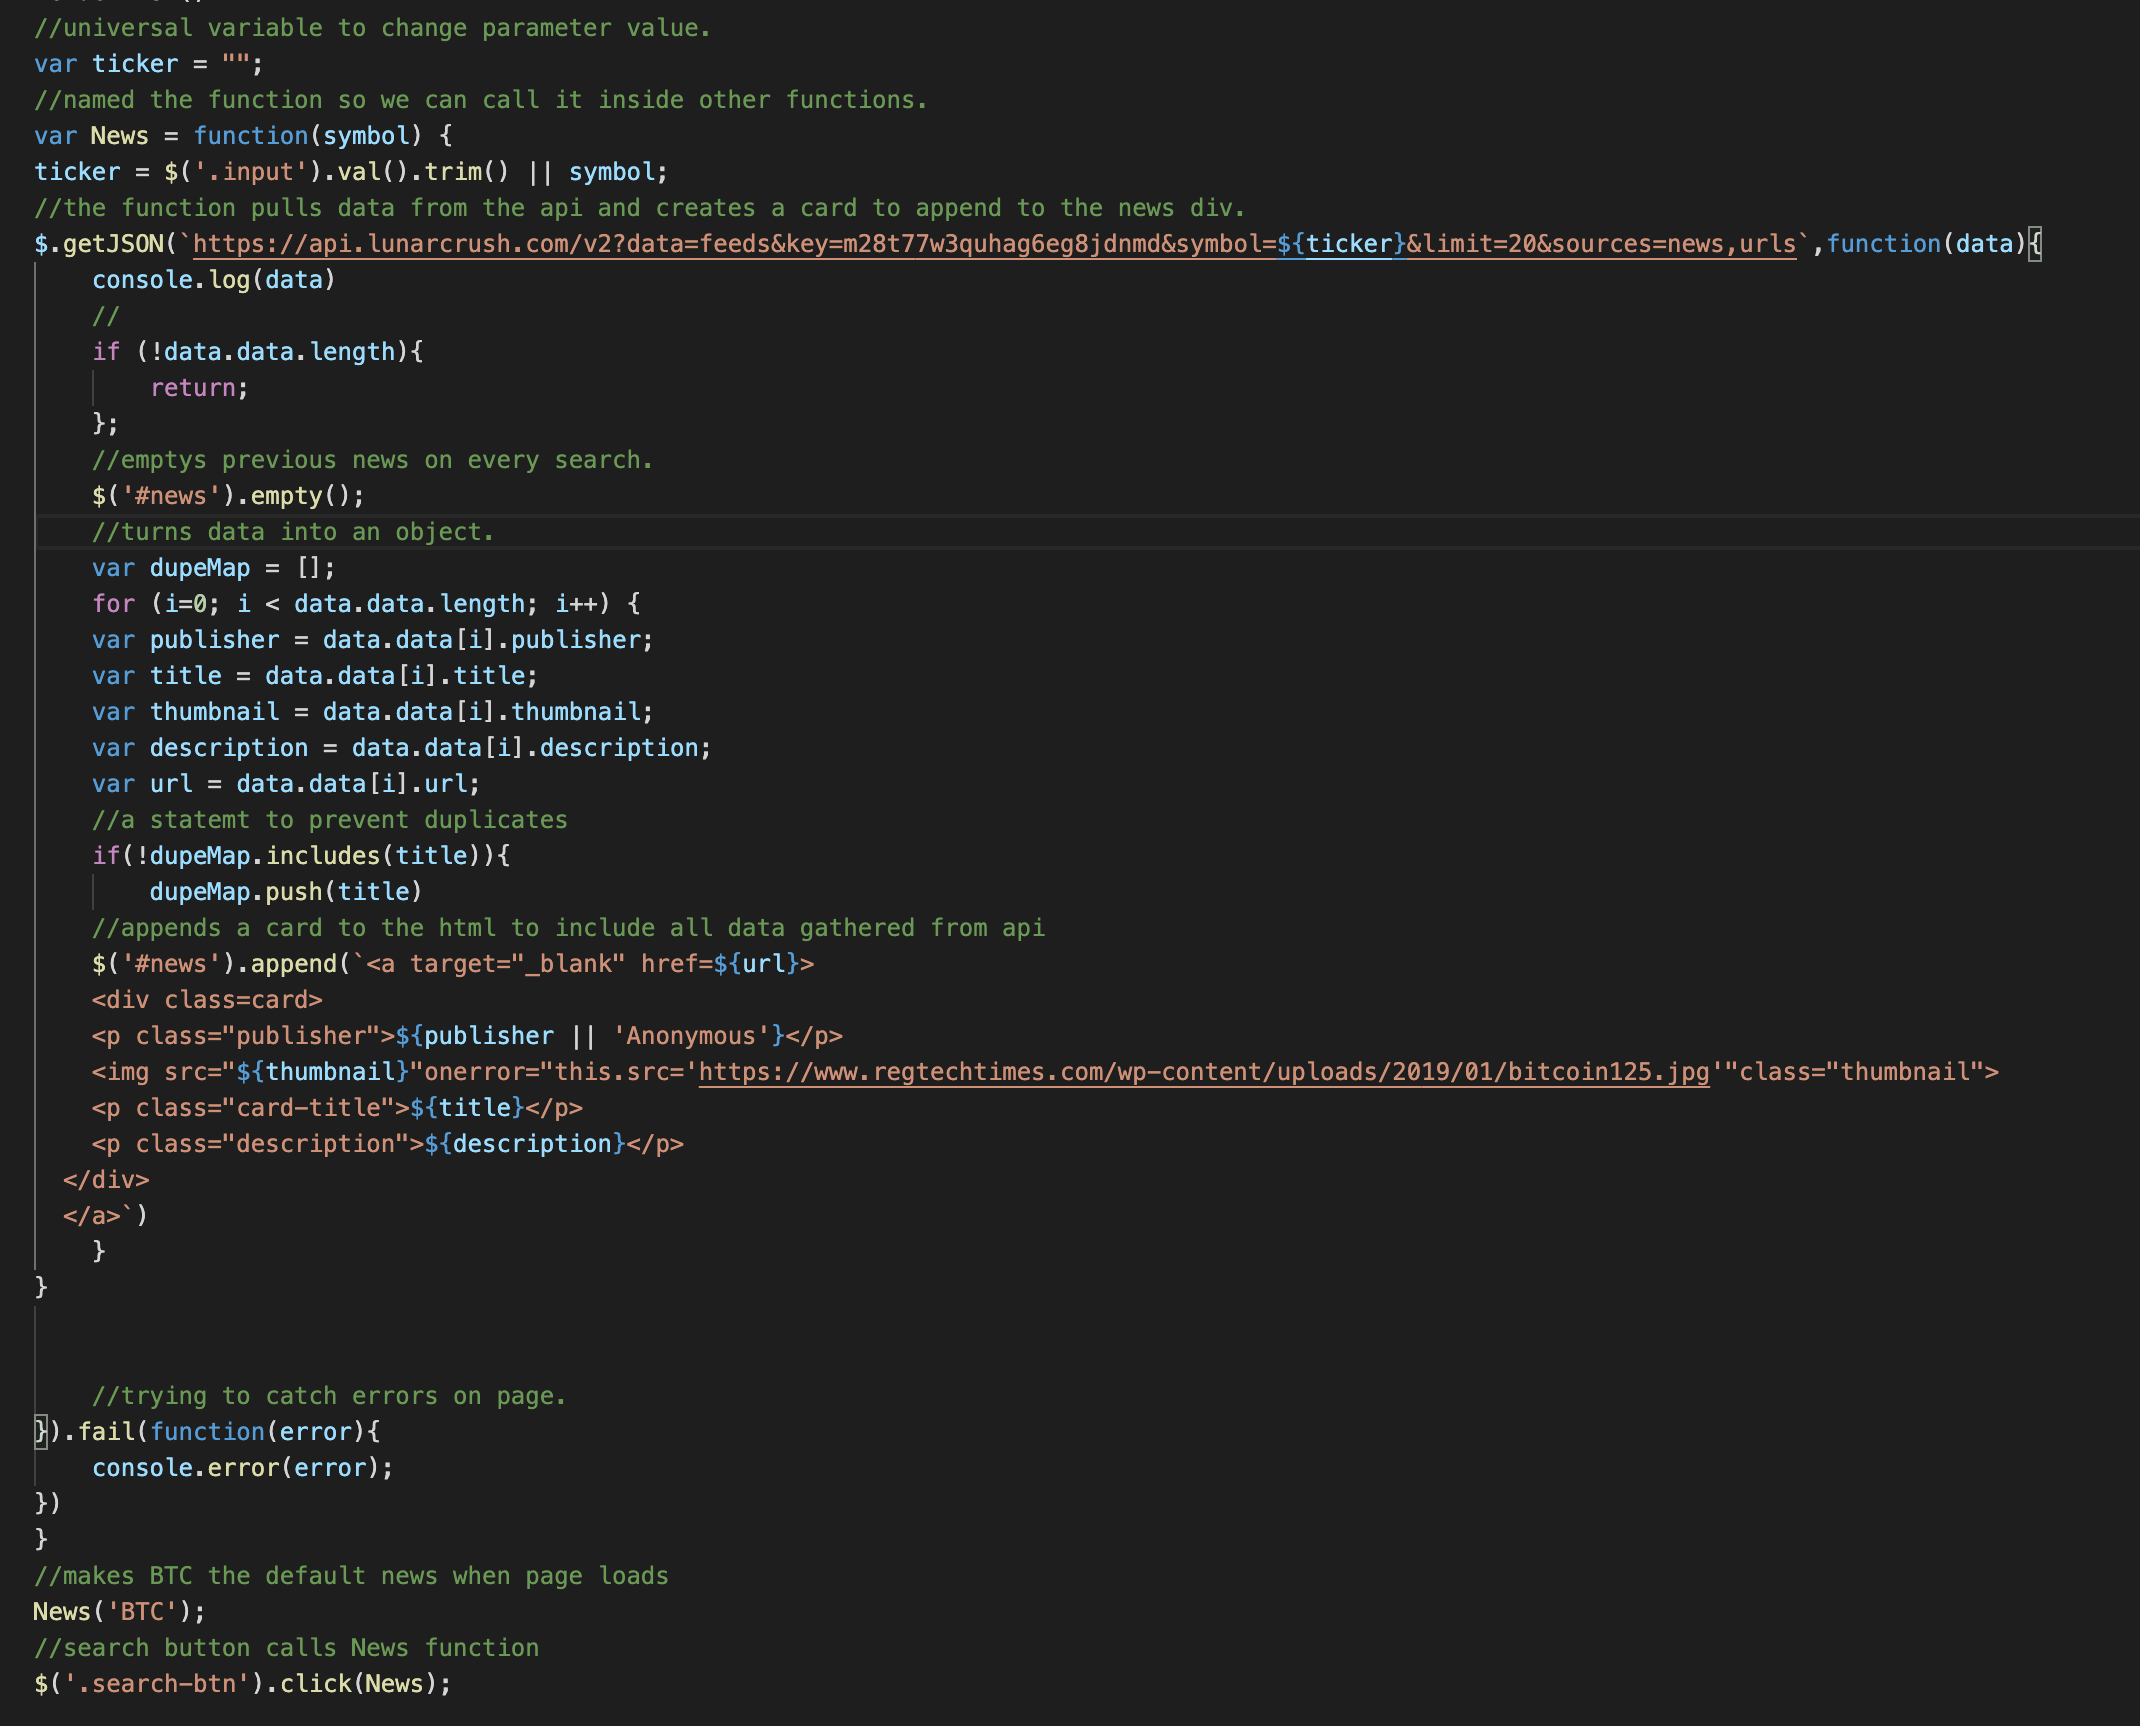 //universal variable to change parameter value.
var ticker = "";
//named the function so we can call it inside other functions.
var News = function(symbol) {
ticker = $('.input').val().trim() || symbol;
//the function pulls data from the api and creates a card to append to the news div.
$.getJSON(`https://api.lunarcrush.com/v2?data=feeds&key=m28t77w3quhag6eg8jdnmd&symbol=${ticker}&limit=20&sources=news,urls`,function(data){
    console.log(data)
    //
    if (!data.data.length){
        return;
    };
    //emptys previous news on every search.
    $('#news').empty();
    //turns data into an object.
    var dupeMap = [];
    for (i=0; i < data.data.length; i++) {
    var publisher = data.data[i].publisher;
    var title = data.data[i].title;
    var thumbnail = data.data[i].thumbnail;
    var description = data.data[i].description;
    var url = data.data[i].url;
    //a statemt to prevent duplicates
    if(!dupeMap.includes(title)){
        dupeMap.push(title)
    //appends a card to the html to include all data gathered from api
    $('#news').append(`<a target="_blank" href=${url}>
    <div class=card>
    <p class="publisher">${publisher || 'Anonymous'}</p>
    <img src="${thumbnail}"onerror="this.src='https://www.regtechtimes.com/wp-content/uploads/2019/01/bitcoin125.jpg'"class="thumbnail">
    <p class="card-title">${title}</p>
    <p class="description">${description}</p>
  </div>
  </a>`)
    }
}
    //trying to catch errors on page.
}).fail(function(error){
    console.error(error);
})
}
//makes BTC the default news when page loads
News('BTC');
//search button calls News function
$('.search-btn').click(News);